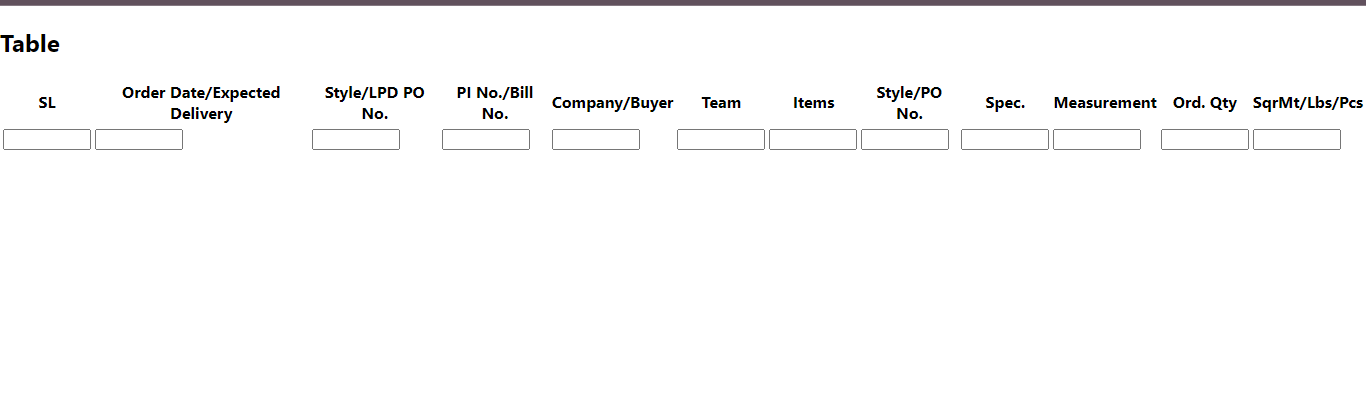 Table
SL
Order Date/Expected
Delivery
Style/LPD PO
No.
PI No./Bill
No.
Company/Buyer
Team
Items
Style/PO
No.
Spec.
Measurement
Ord. Qty
SqrMt/Lbs/Pcs